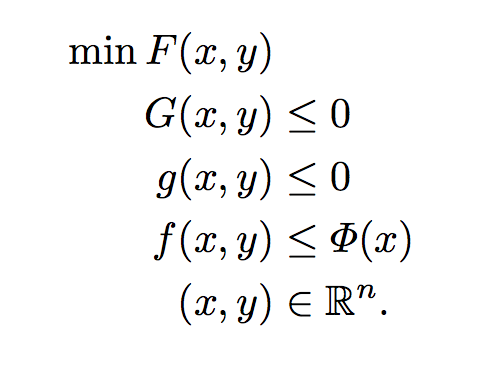 min F(x, y)
G(x, y) ≤ 0
g(x, y) ≤ 0
f(x, y) ≤ Φ(x)
(x, y) ∈ ℝⁿ.